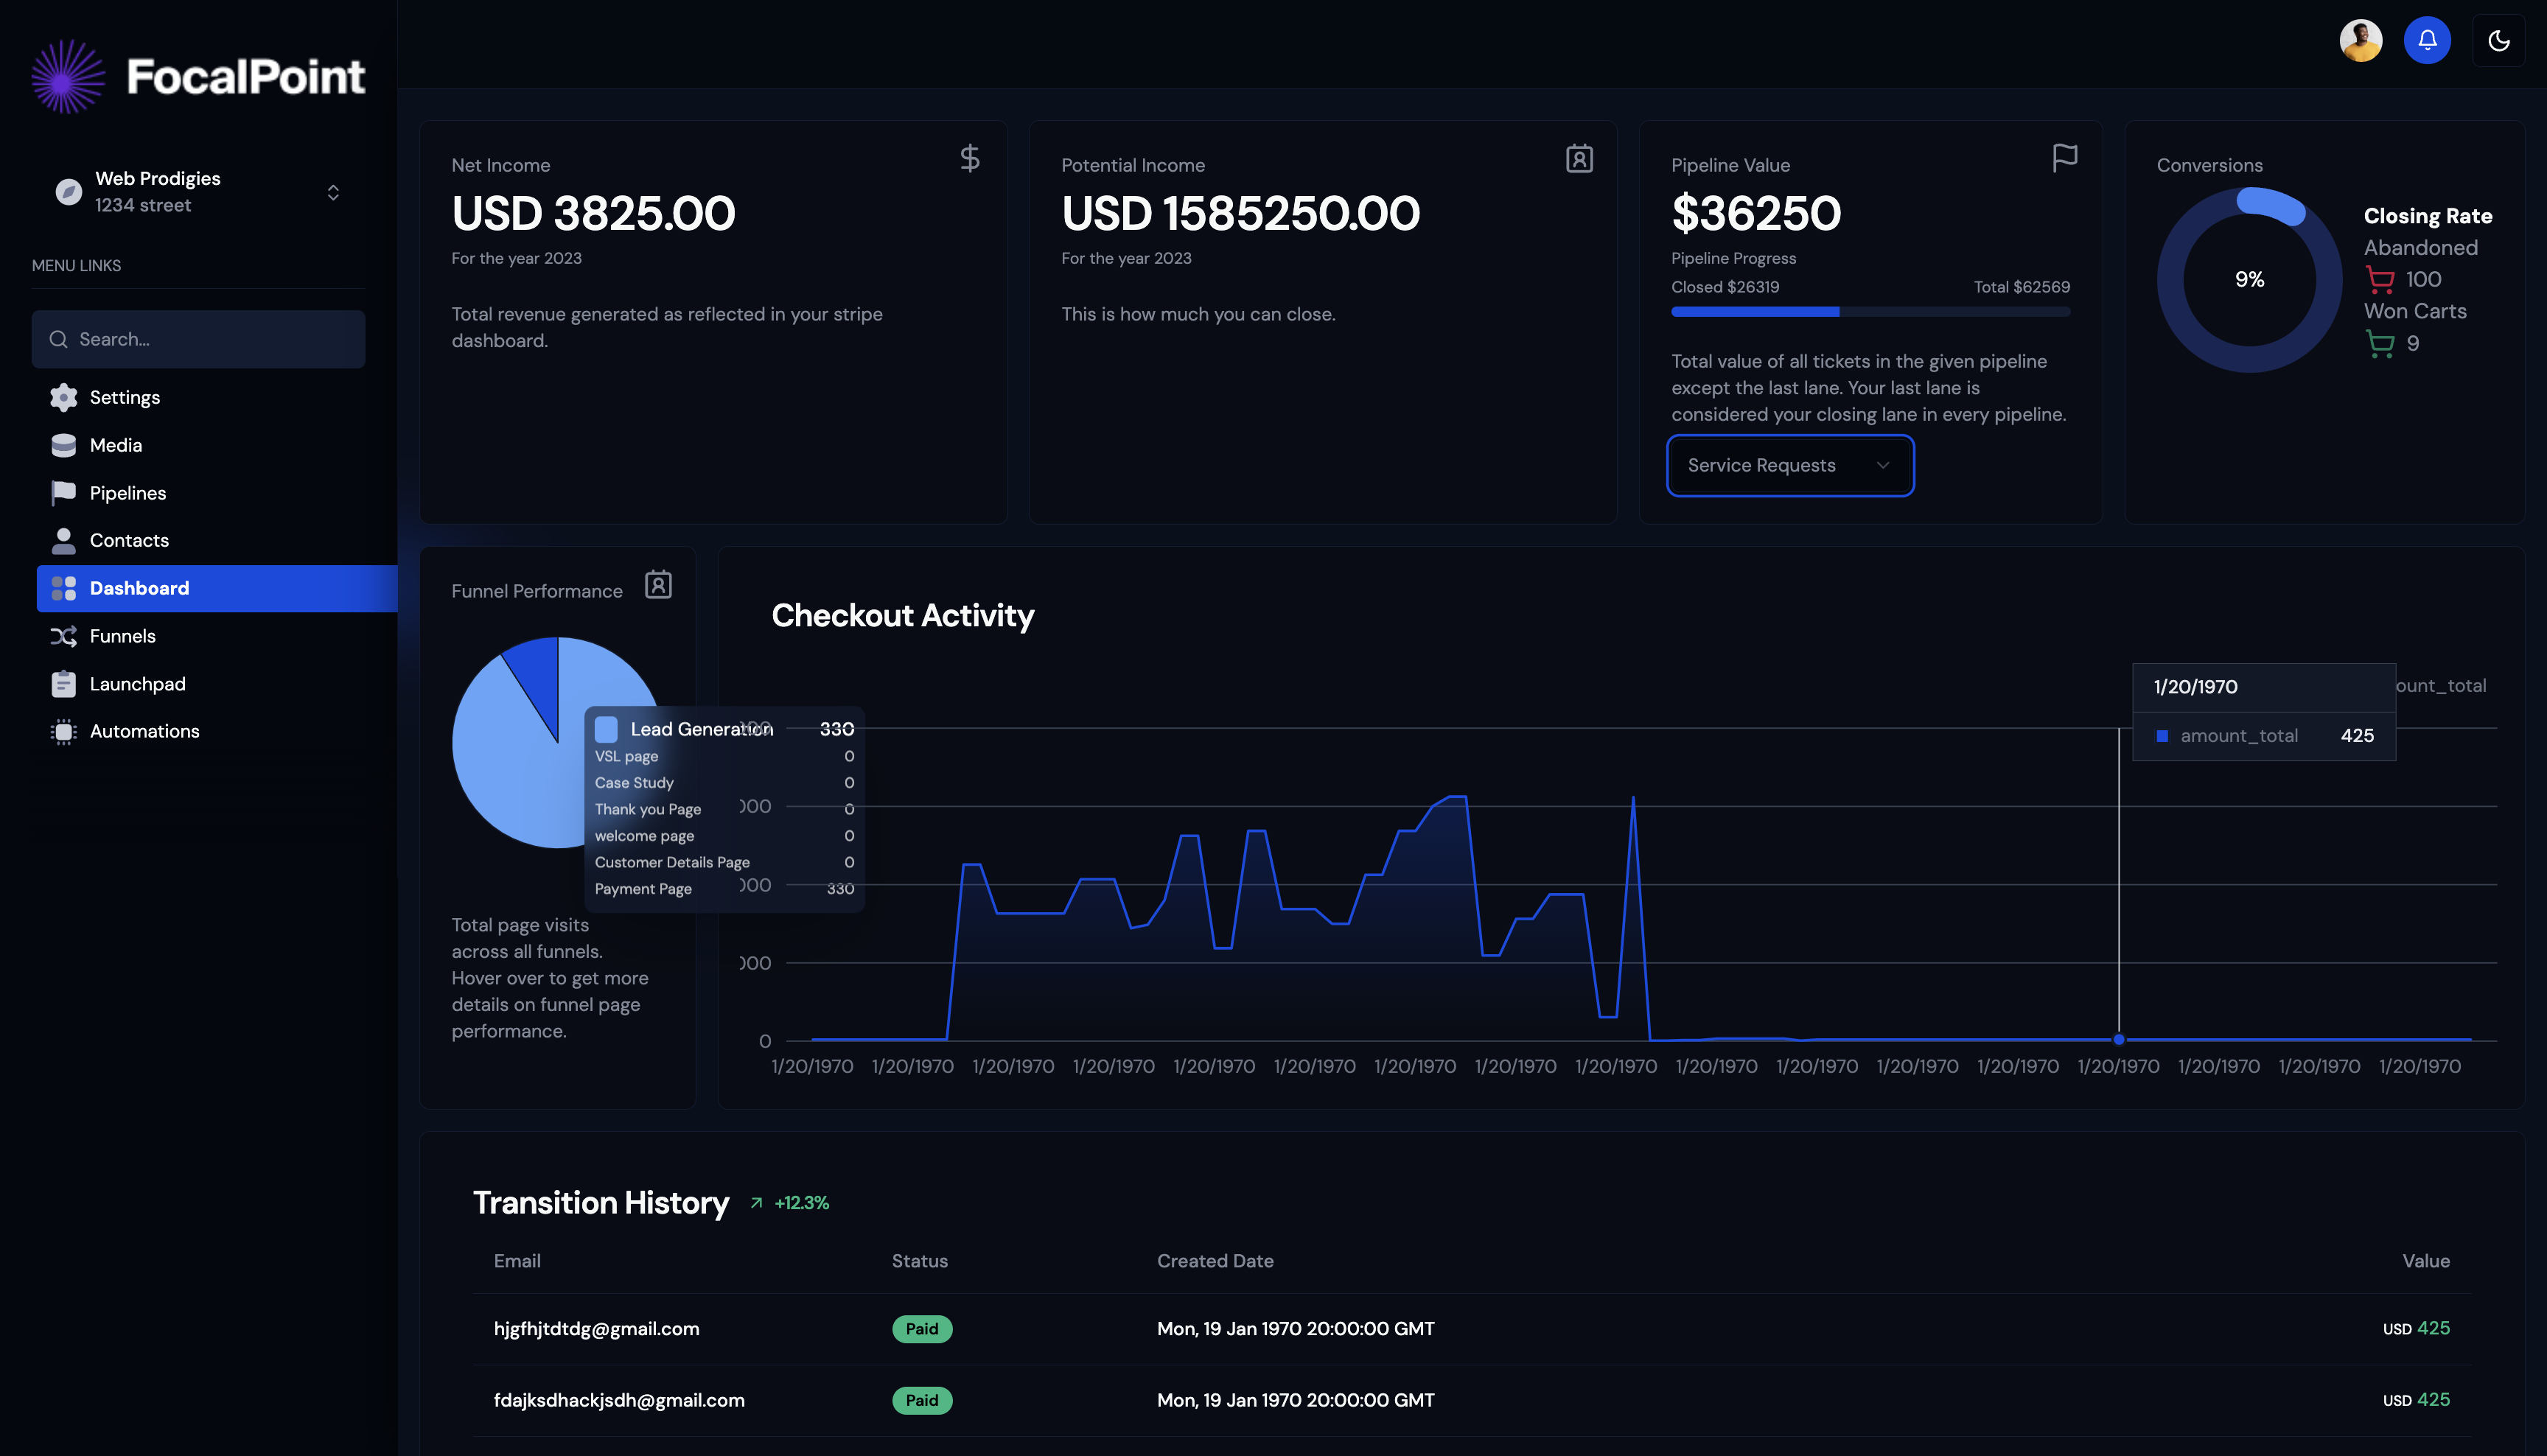 FocalPoint
Web Prodigies
1234 street
MENU LINKS
Search...
Settings
Media
Pipelines
Contacts
Dashboard
Funnels
Launchpad
Automations
Net Income
USD 3825.00
For the year 2023
Total revenue generated as reflected in your stripe
dashboard.
Potential Income
USD 1585250.00
For the year 2023
This is how much you can close.
Pipeline Value
$36250
Pipeline Progress
Closed $26319
Total $62569
Total value of all tickets in the given pipeline
except the last lane. Your last lane is
considered your closing lane in every pipeline.
Service Requests
Conversions
9%
Closing Rate
Abandoned
100
Won Carts
9
Funnel Performance
Lead Generation 330
VSL page 0
Case Study 0
Thank you Page 0
welcome page 0
Customer Details Page 0
Payment Page 330
Total page visits
across all funnels.
Hover over to get more
details on funnel page
performance.
Checkout Activity
1/20/1970
amount_total 425
ount_total
000
000
000
000
0
1/20/1970 1/20/1970 1/20/1970 1/20/1970 1/20/1970 1/20/1970 1/20/1970 1/20/1970 1/20/1970 1/20/1970 1/20/1970 1/20/1970 1/20/1970 1/20/1970 1/20/1970 1/20/1970 1/20/1970
Transition History +12.3%
Email Status Created Date Value
hjgfhjtdtdg@gmail.com Paid Mon, 19 Jan 1970 20:00:00 GMT USD 425
fdajksdhackjsdh@gmail.com Paid Mon, 19 Jan 1970 20:00:00 GMT USD 425